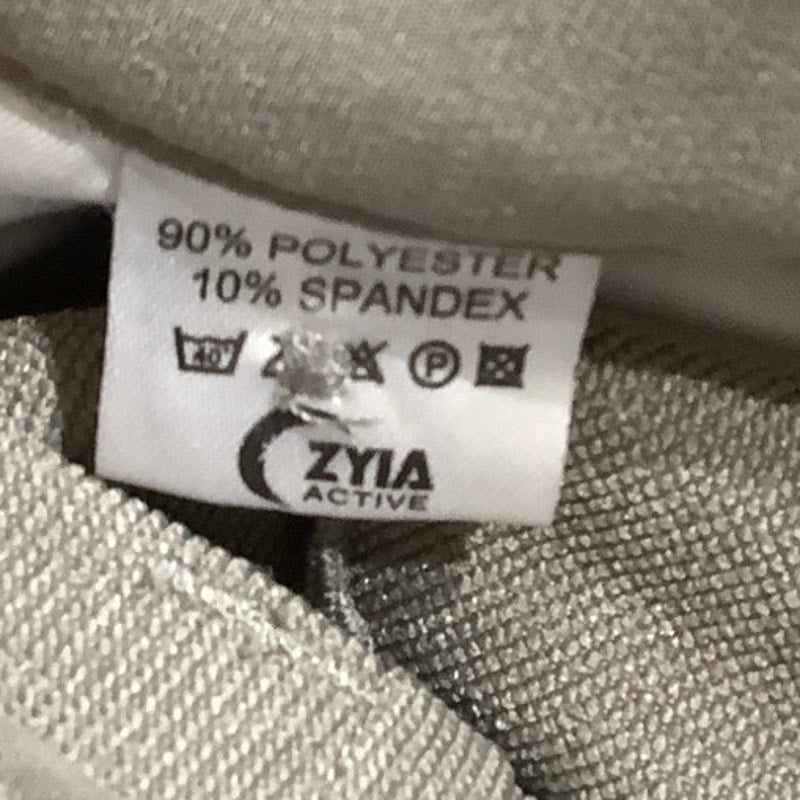 90% POLYESTER
10% SPANDEX
40° P
ZYIA
ACTIVE